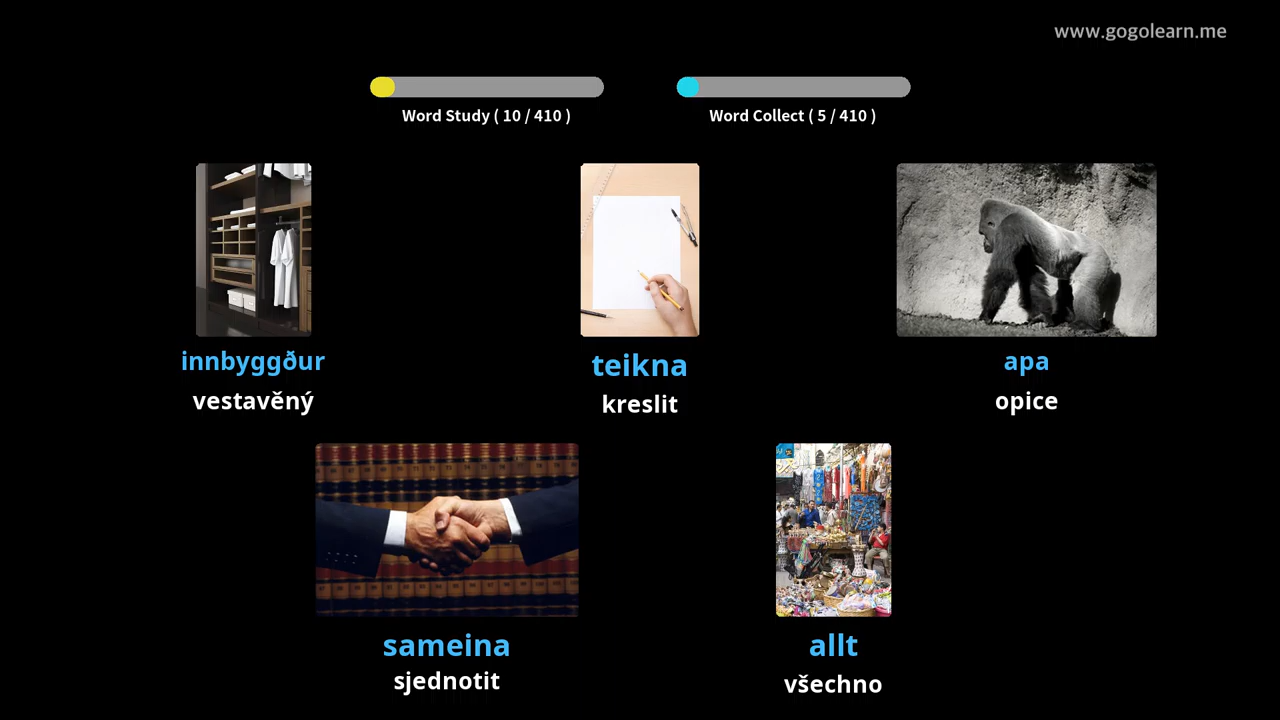 www.gogolearn.me
Word Study ( 10 / 410 )
Word Collect ( 5 / 410 )
innbyggður
vestavěný
teikna
kreslit
apa
opice
sameina
sjednotit
allt
všechno